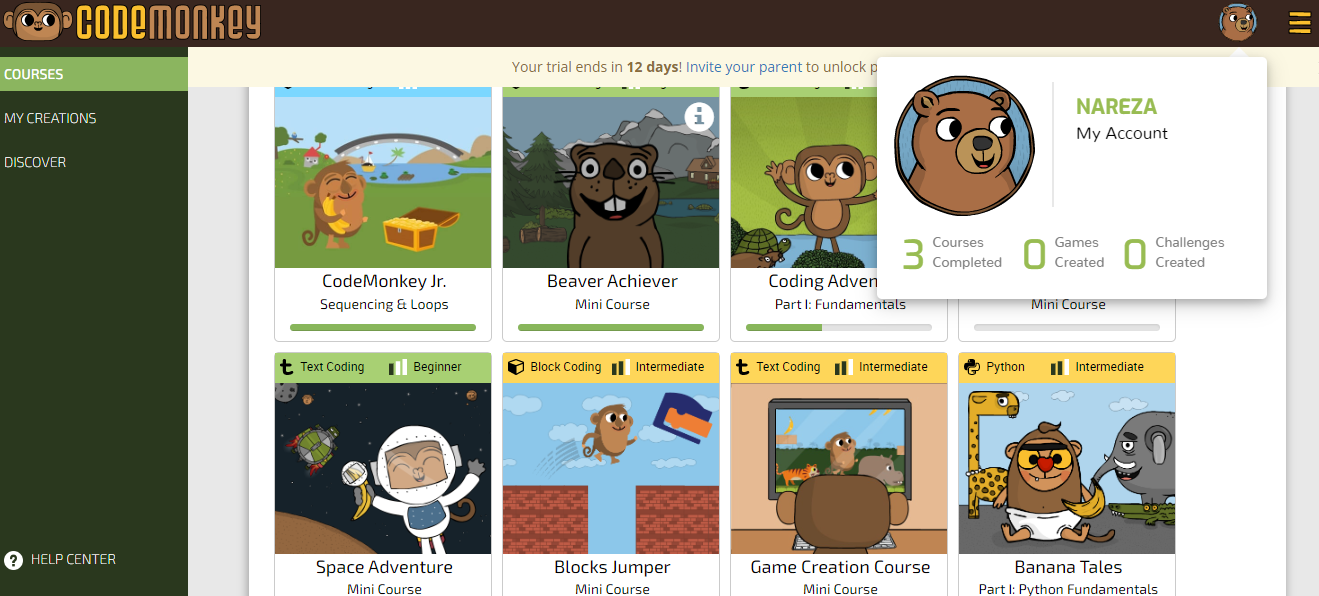 CODEMONKEY
COURSES
MY CREATIONS
DISCOVER
HELP CENTER
Your trial ends in 12 days! Invite your parent to unlock
NAREZA
My Account
3 Courses Completed
0 Games Created
0 Challenges Created
CodeMonkey Jr.
Sequencing & Loops
Beaver Achiever
Mini Course
Coding
Part I: Fundamentals
Mini Course
Text Coding Beginner
Space Adventure
Mini Course
Block Coding Intermediate
Blocks Jumper
Mini Course
Text Coding Intermediate
Game Creation Course
Mini Course
Python Intermediate
Banana Tales
Part I: Python Fundamentals